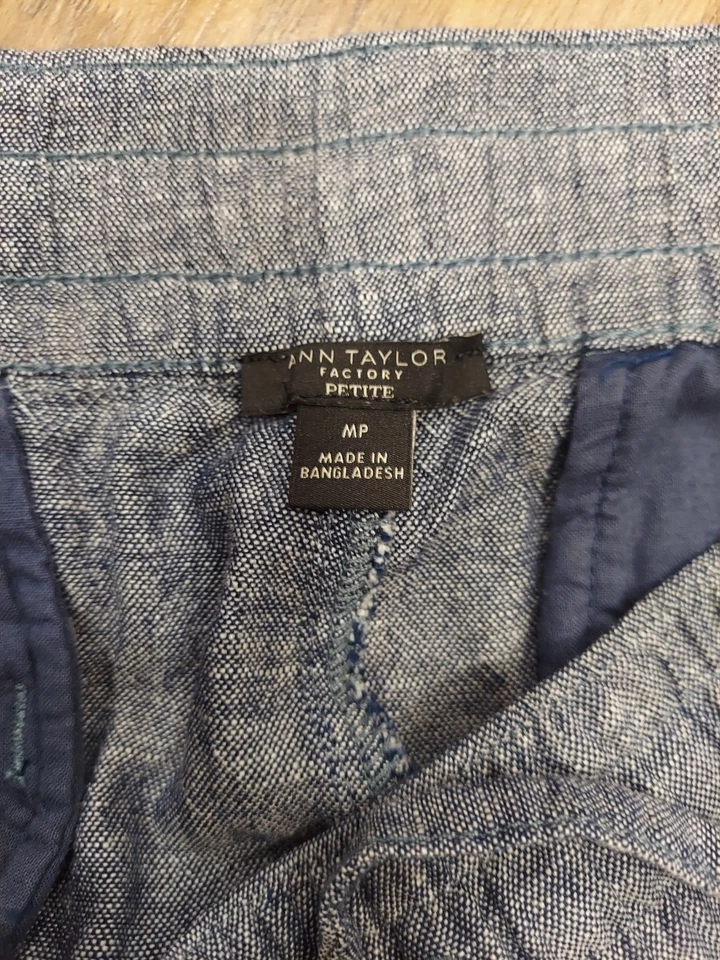 ANN TAYLOR
FACTORY
PETITE
MP
MADE IN
BANGLADESH